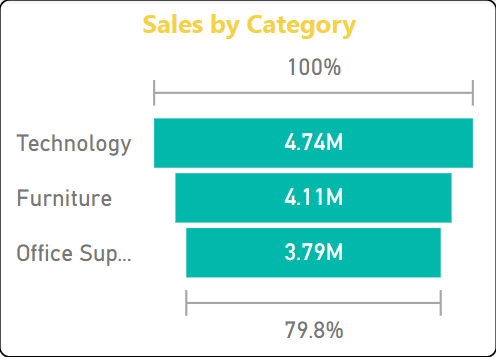 Sales by Category
100%
Technology 4.74M
Furniture 4.11M
Office Sup... 3.79M
79.8%